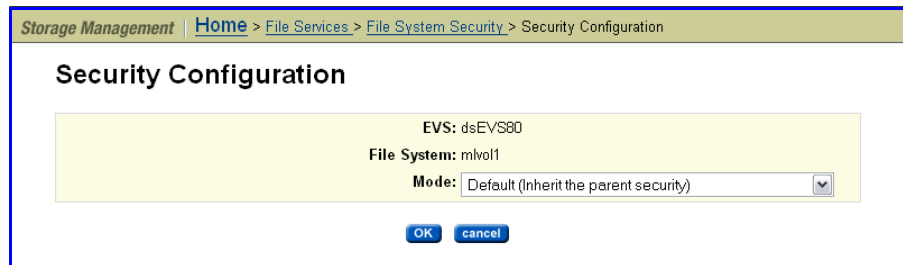 Storage Management | Home > File Services > File System Security > Security Configuration
Security Configuration
EVS: dsEVS80
File System: mlvol1
Mode: Default (Inherit the parent security)
OK cancel